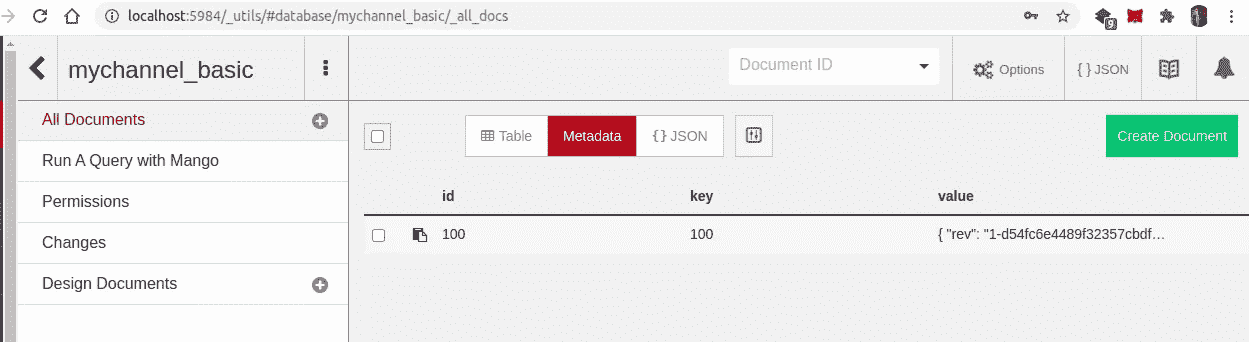 localhost:5984/_utils/#database/mychannel_basic/_all_docs
9
mychannel_basic
Document ID
Options
{ } JSON
All Documents
Table
Metadata
{ } JSON
Create Document
Run A Query with Mango
Permissions
Changes
Design Documents
id key value
100 100 { "rev": "1-d54fc6e4489f32357cbdf…